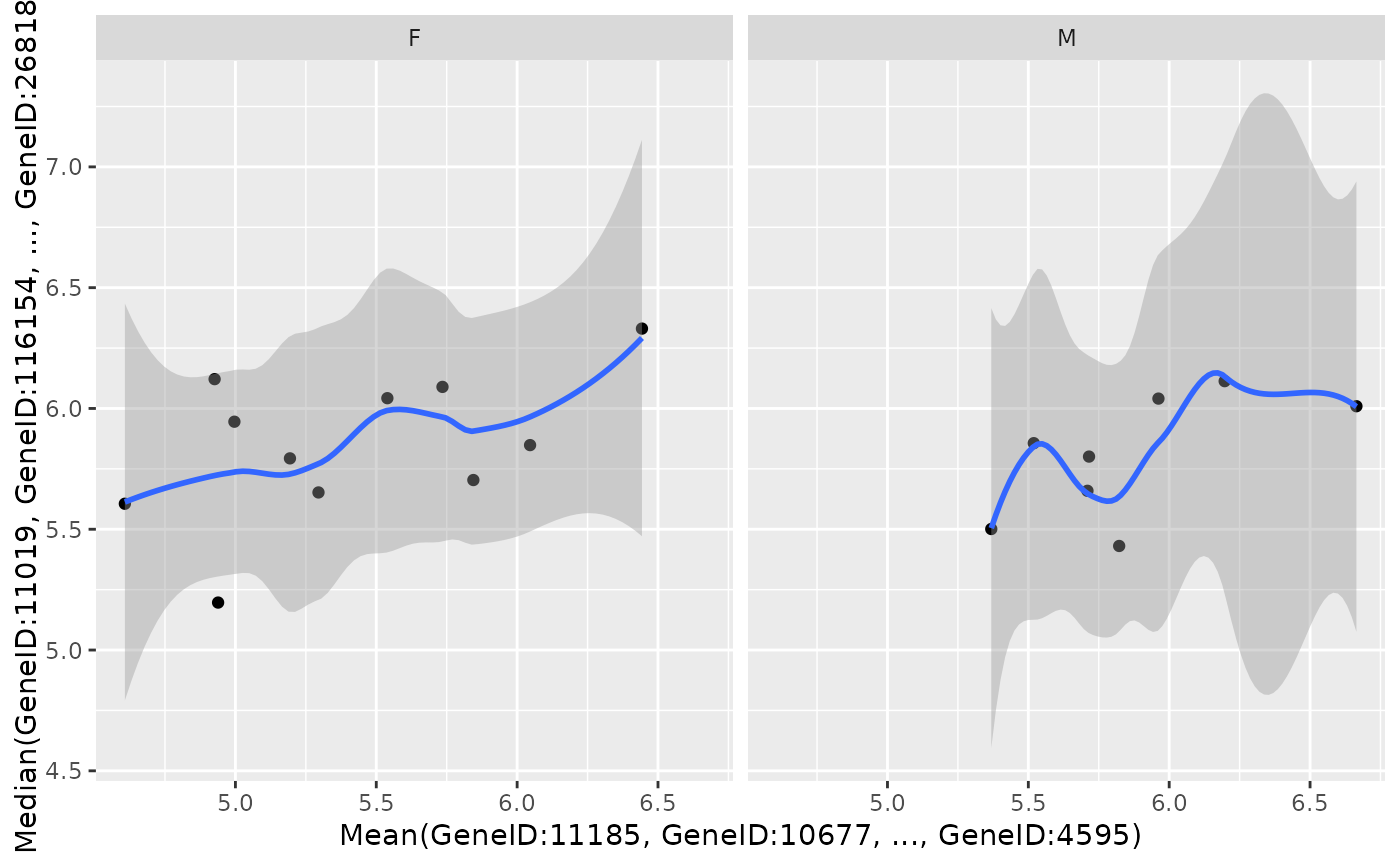 F
M
Median(GeneID:11019, GeneID:116154, ..., GeneID:26818
7.0
6.5
6.0
5.5
5.0
4.5
5.0 5.5 6.0 6.5
5.0 5.5 6.0 6.5
Mean(GeneID:11185, GeneID:10677, ..., GeneID:4595)